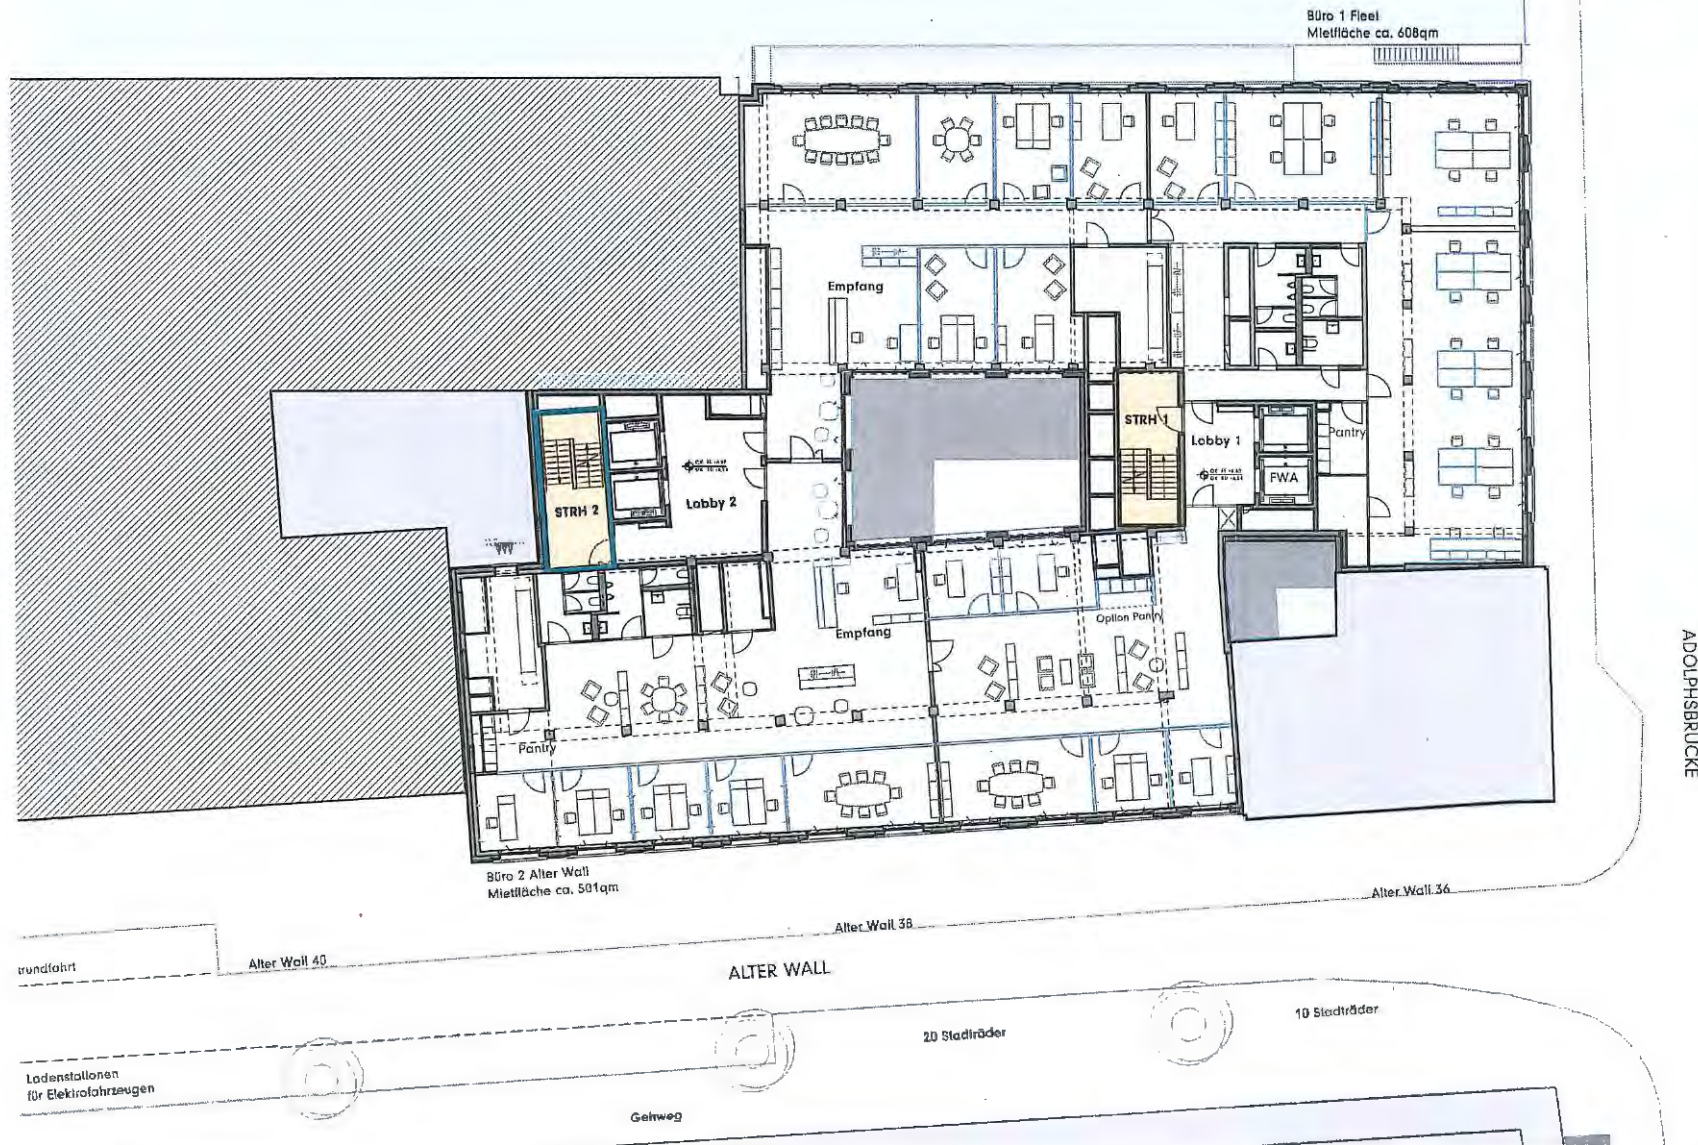 Büro 1 Fleet
Mietfläche ca. 608qm
Empfang
STRH 1
Lobby 1
Pantry
FWA
STRH 2
Lobby 2
Empfang
Option Pantry
Pantry
ADOLPHSBRÜCKE
Büro 2 Alter Wall
Mietfläche ca. 501qm
Alter Wall 36
Alter Wall 38
Alter Wall 40
trundfahrt
ALTER WALL
10 Stadträder
20 Stadträder
Ladenstationen
für Elektrofahrzeugen
Gehweg